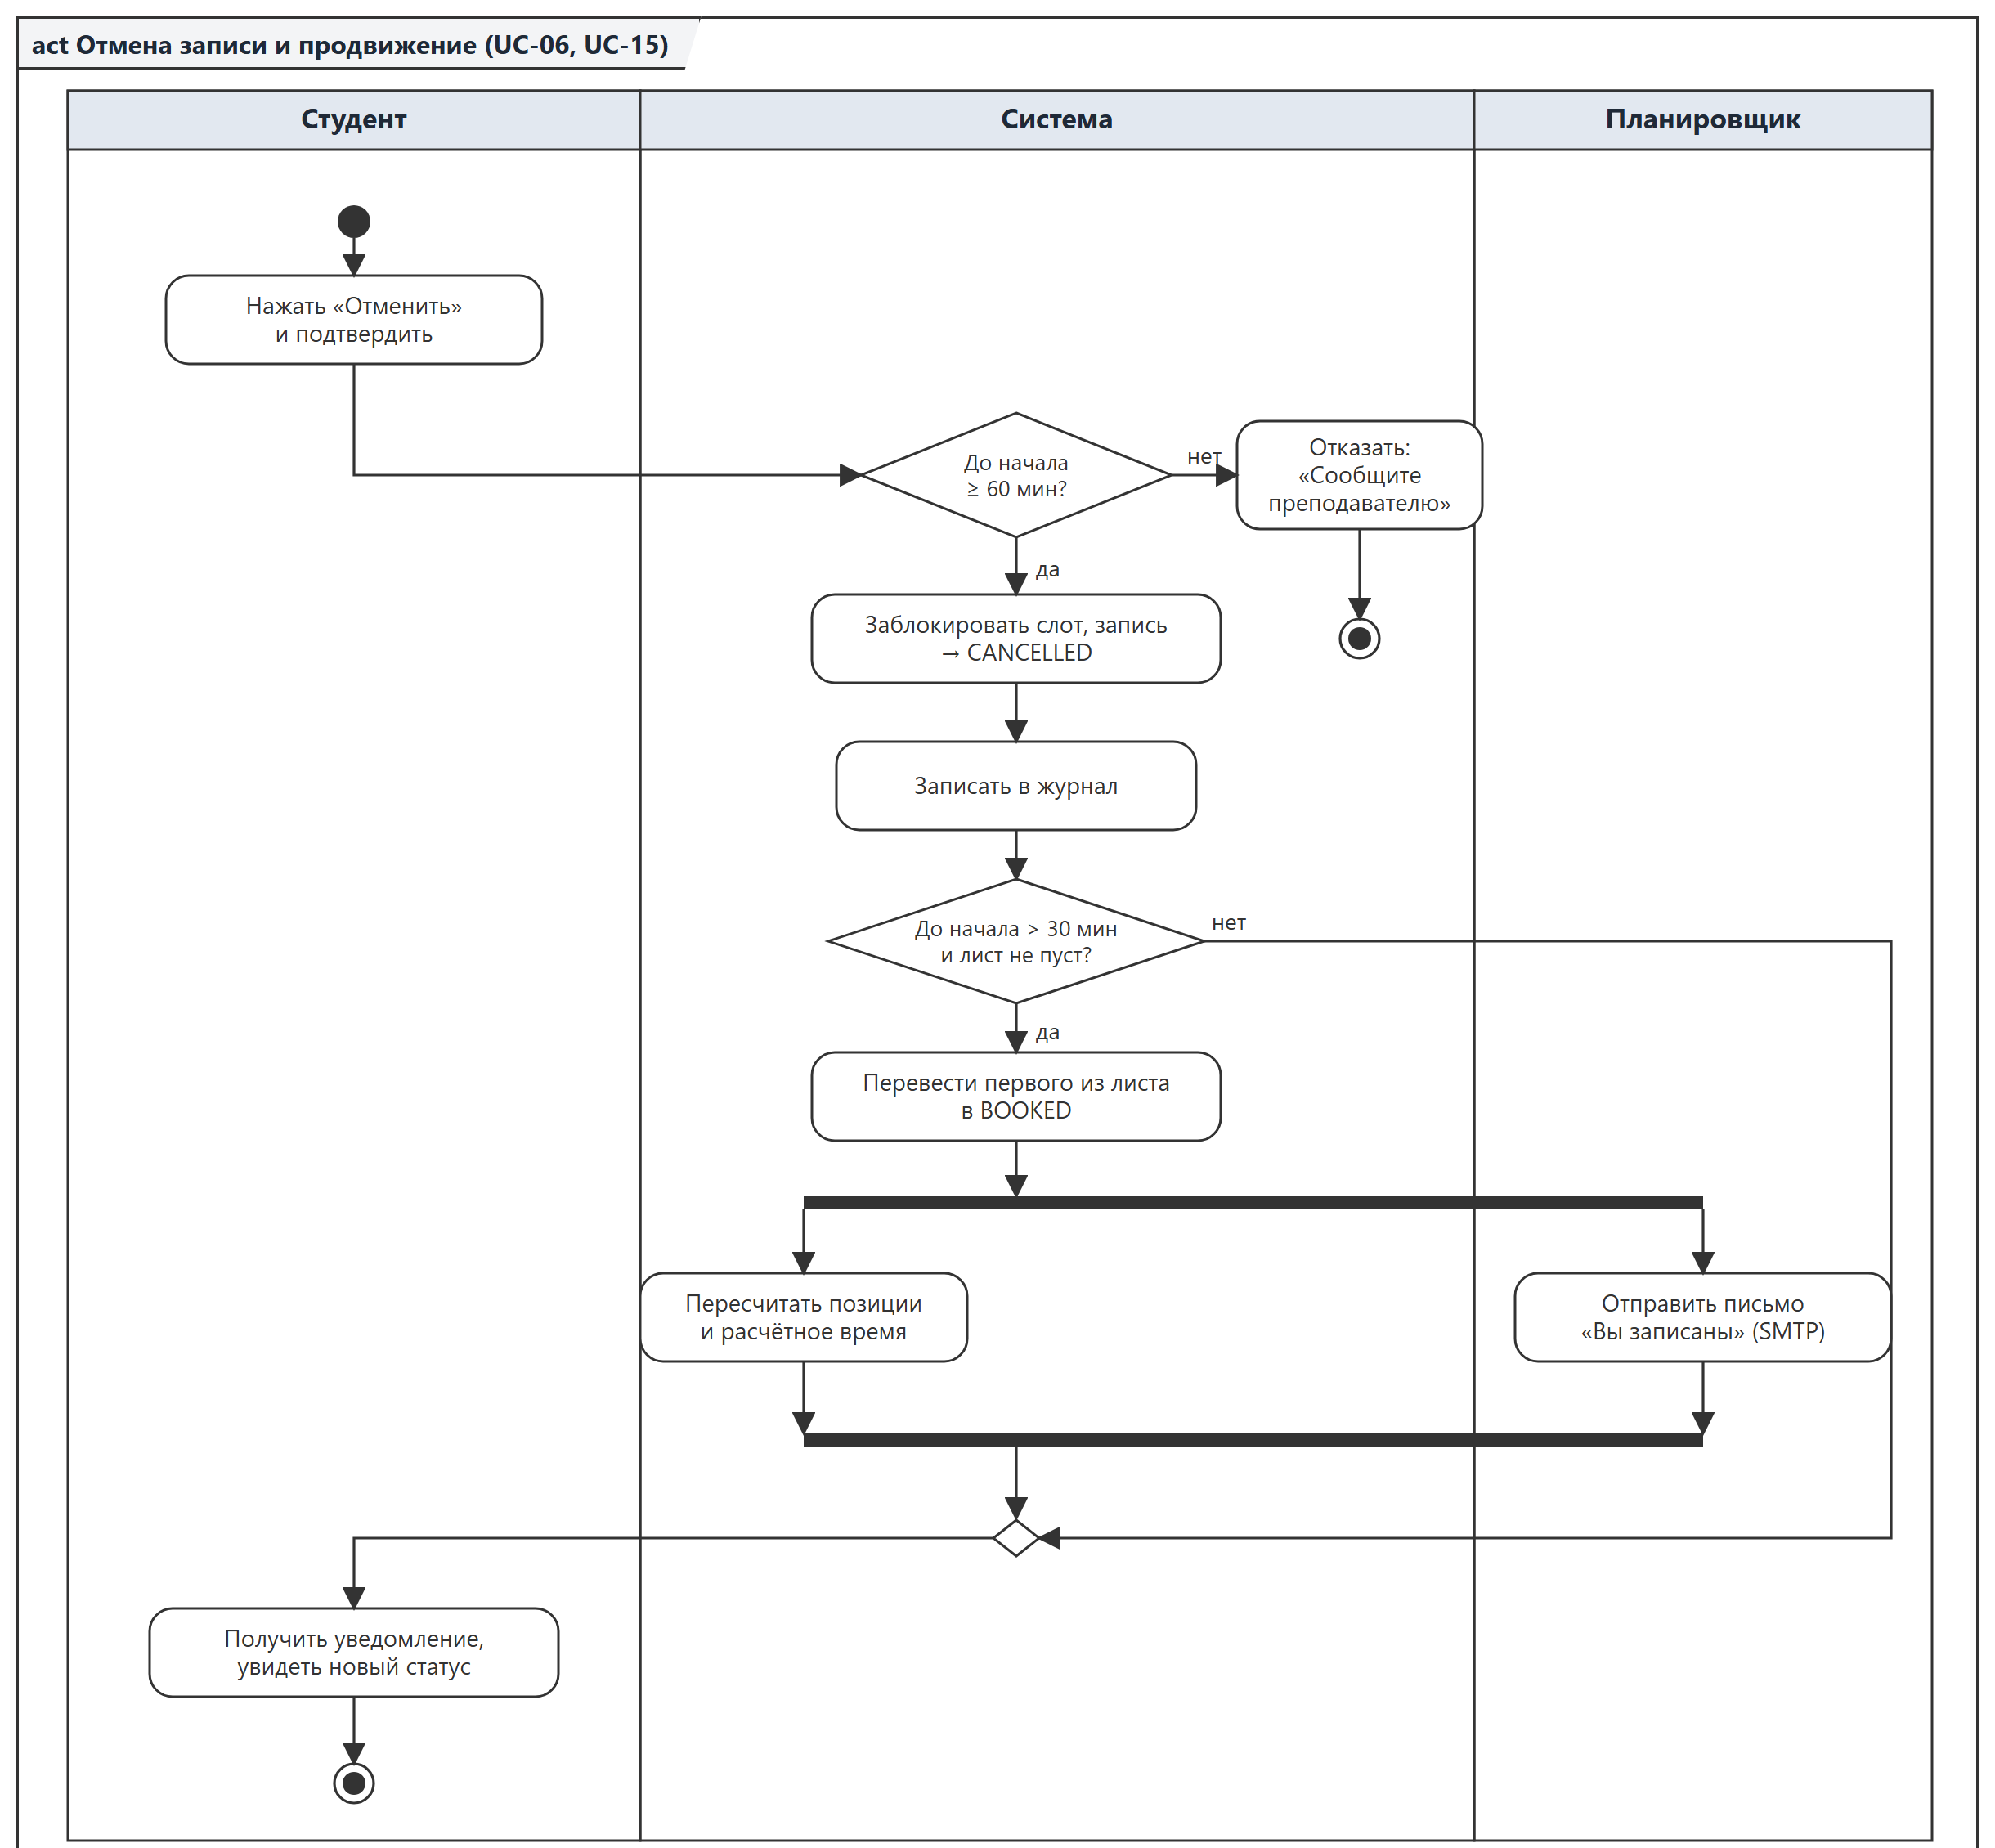 act Отмена записи и продвижение (UC-06, UC-15)
Студент
Система
Планировщик
Нажать «Отменить»
и подтвердить
До начала
≥ 60 мин?
нет
Отказать:
«Сообщите
преподавателю»
да
Заблокировать слот, запись
→ CANCELLED
Записать в журнал
До начала > 30 мин
и лист не пуст?
нет
да
Перевести первого из листа
в BOOKED
Пересчитать позиции
и расчётное время
Отправить письмо
«Вы записаны» (SMTP)
Получить уведомление,
увидеть новый статус